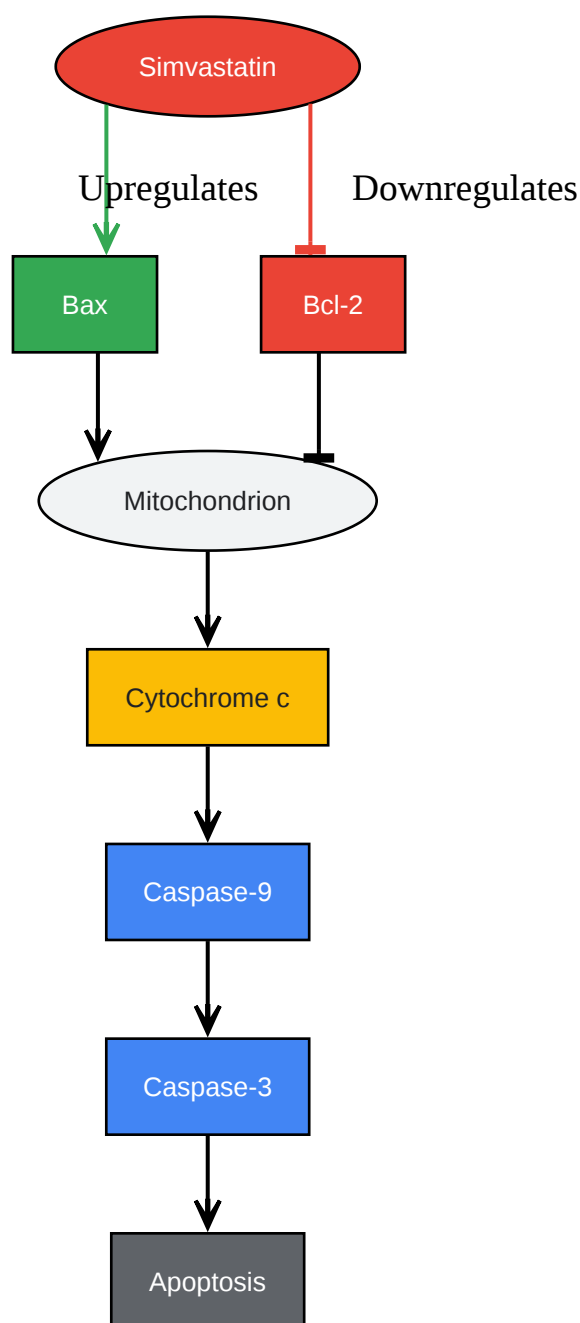 Simvastatin
Upregulates
Downregulates
Bax
Bcl-2
Mitochondrion
Cytochrome c
Caspase-9
Caspase-3
Apoptosis